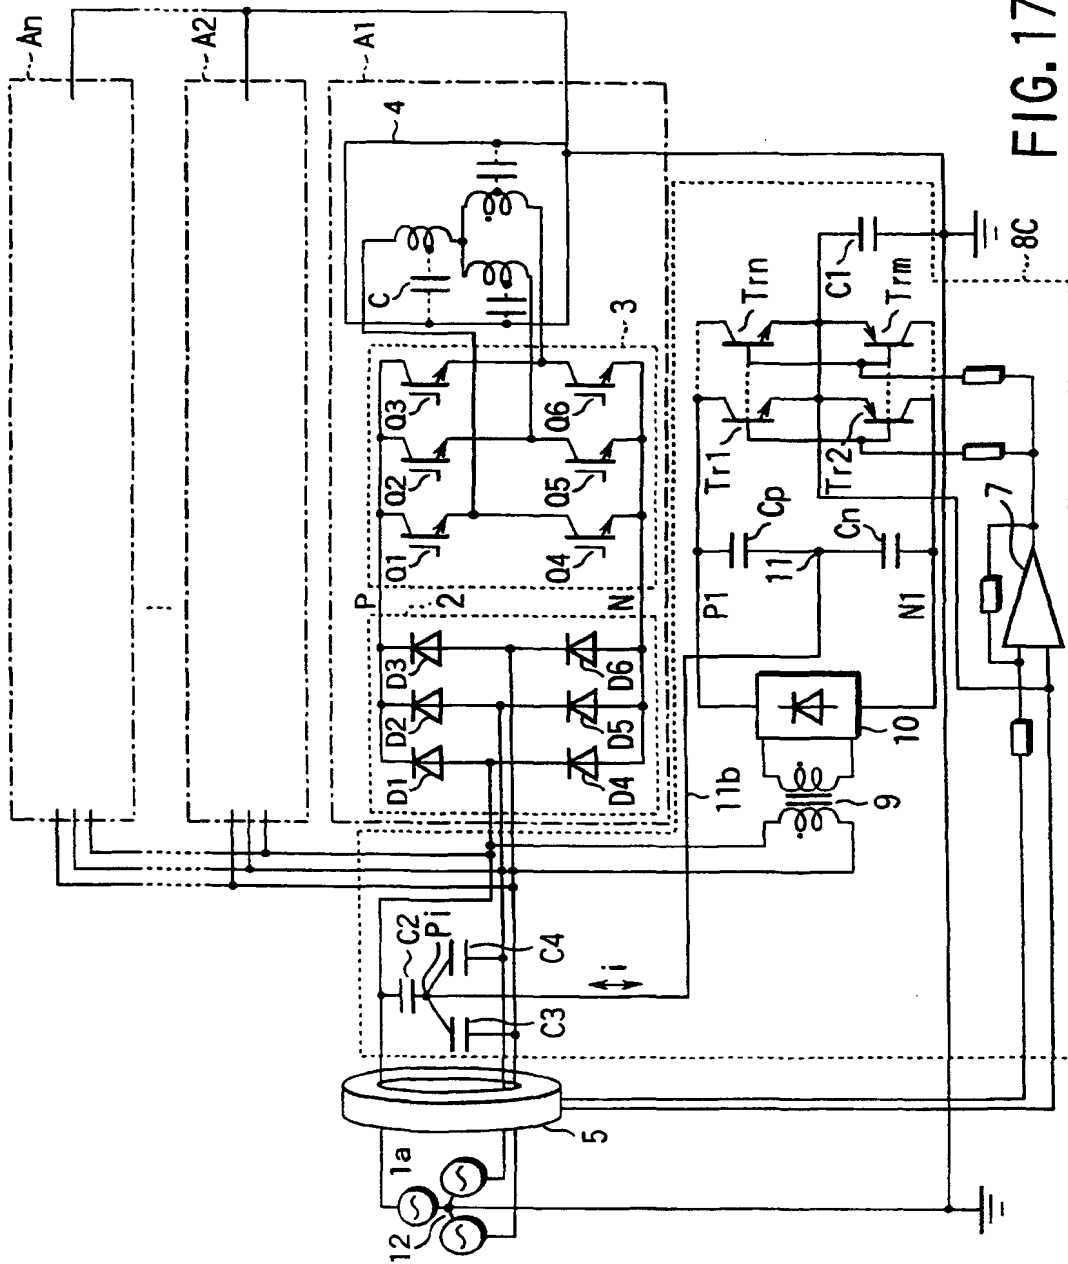 An
A2
A1
4
C
3
Q3
Q6
Q2
Q5
Q1
Q4
P
N
2
D3
D6
D2
D5
D1
D4
Trn
Trm
C1
8C
Tr1
Tr2
Cp
Cn
11
P1
N1
7
10
9
11b
C2
Pi
C4
C3
i
5
1a
12
FIG. 17